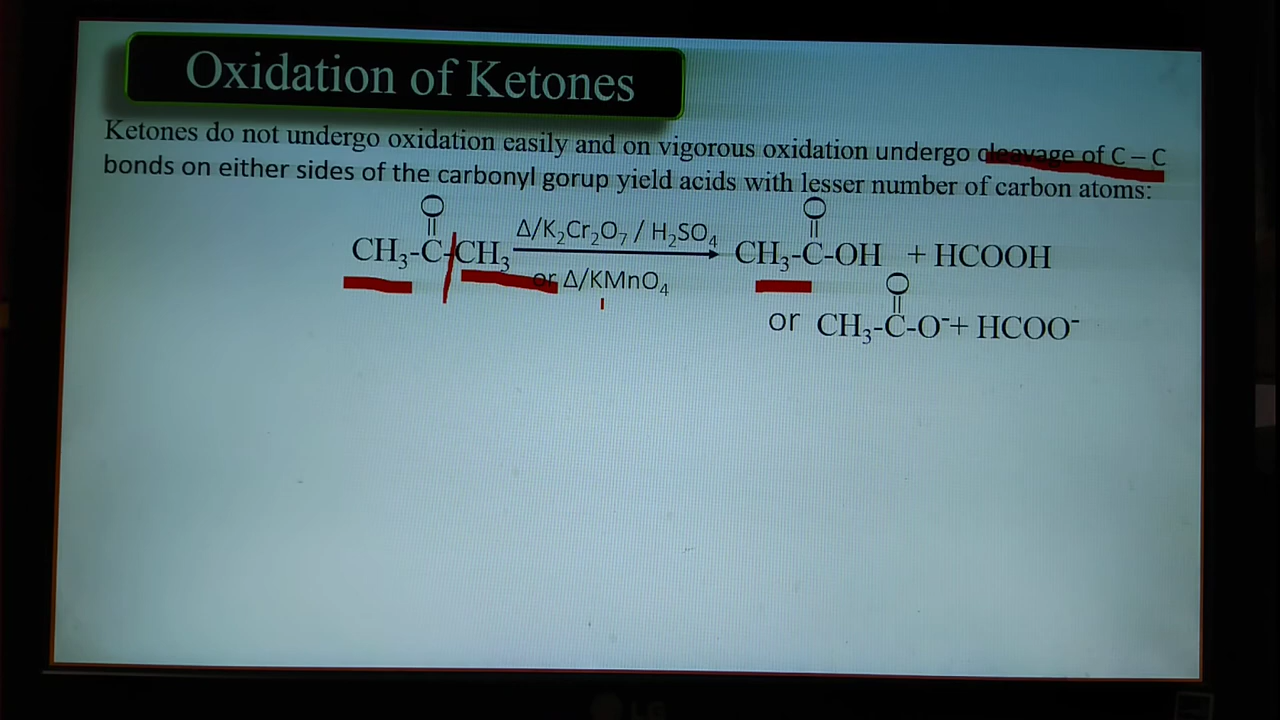 Oxidation of Ketones
Ketones do not undergo oxidation easily and on vigorous oxidation undergo cleavage of C – C
bonds on either sides of the carbonyl gorup yield acids with lesser number of carbon atoms:
O O
|| ||
CH₃-C-CH₃ Δ/K₂Cr₂O₇ / H₂SO₄ CH₃-C-OH + HCOOH
or Δ/KMnO₄
O
||
or CH₃-C-O⁻+ HCOO⁻
LG